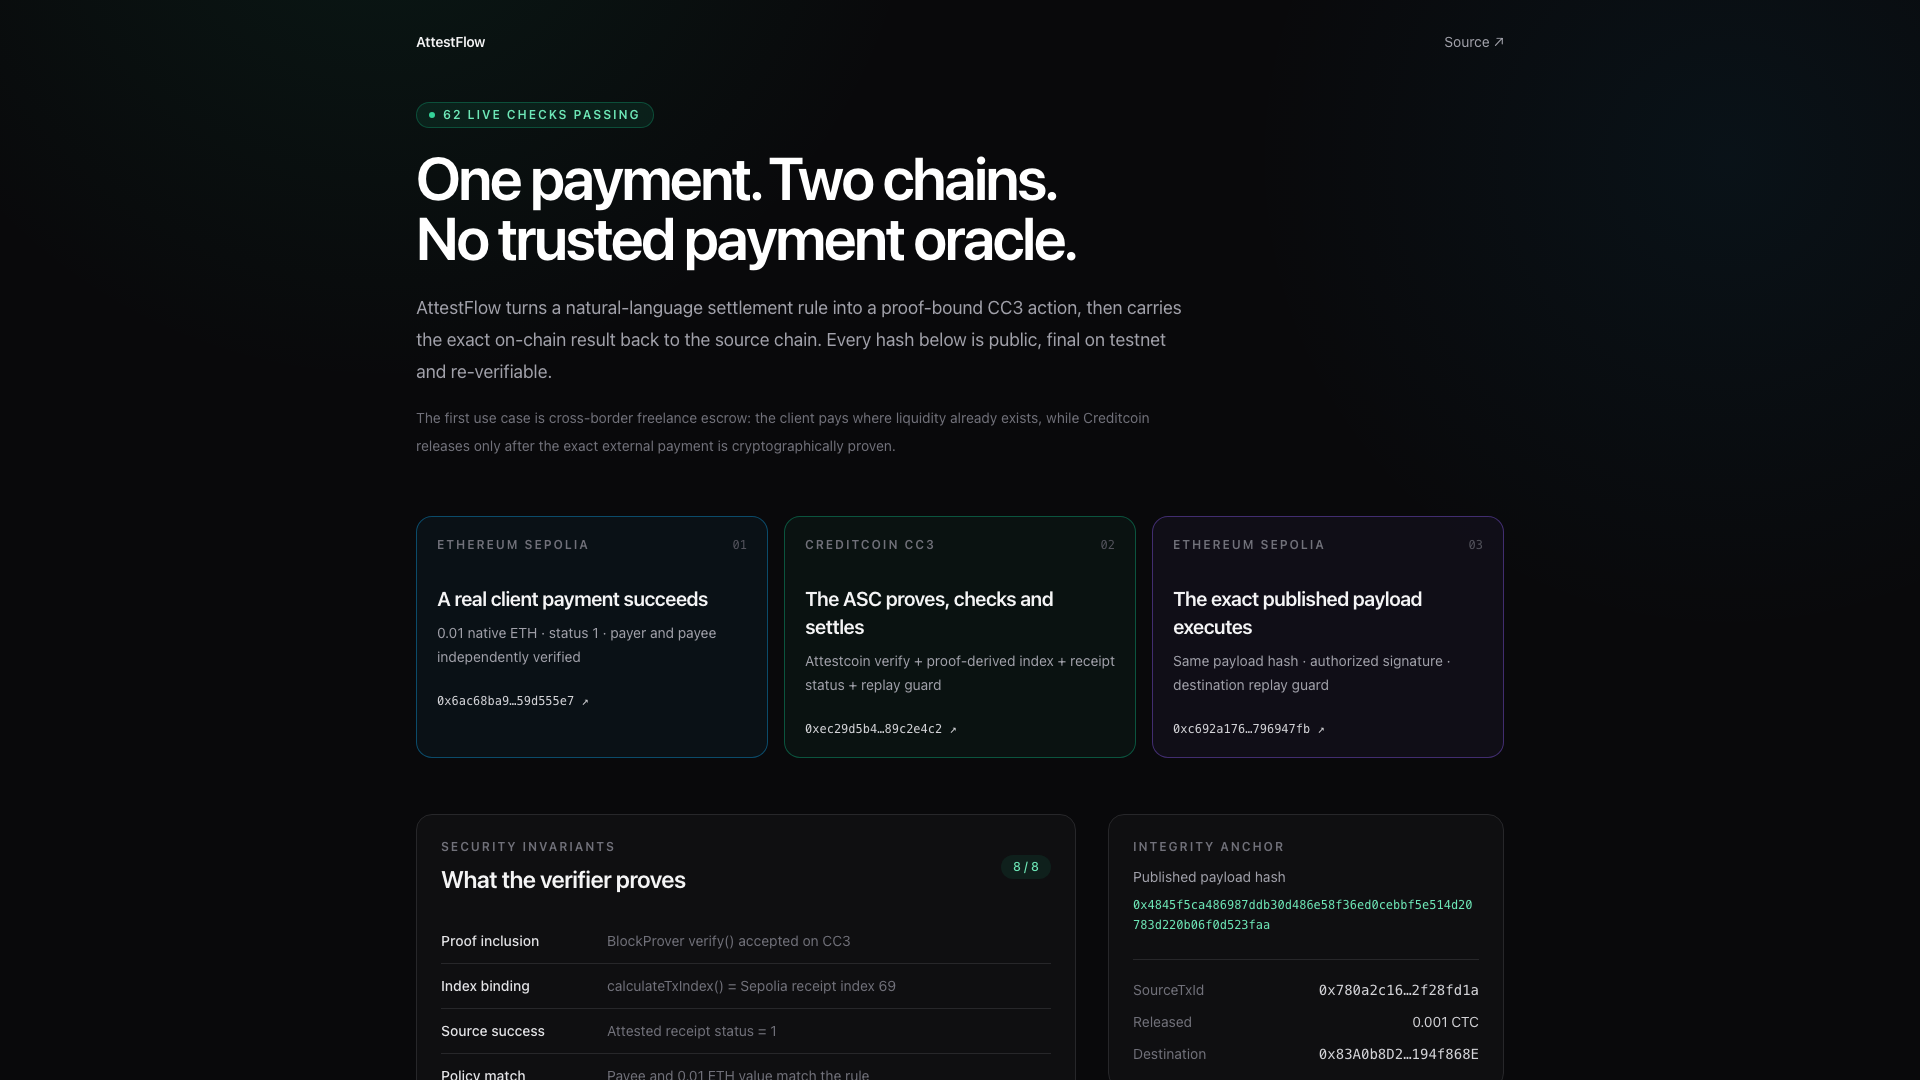 AttestFlow
Source ↗
62 LIVE CHECKS PASSING
One payment. Two chains.
No trusted payment oracle.
AttestFlow turns a natural-language settlement rule into a proof-bound CC3 action, then carries
the exact on-chain result back to the source chain. Every hash below is public, final on testnet
and re-verifiable.
The first use case is cross-border freelance escrow: the client pays where liquidity already exists, while Creditcoin
releases only after the exact external payment is cryptographically proven.
ETHEREUM SEPOLIA 01
A real client payment succeeds
0.01 native ETH · status 1 · payer and payee
independently verified
0x6ac68ba9…59d555e7 ↗
CREDITCOIN CC3 02
The ASC proves, checks and
settles
Attestcoin verify + proof-derived index + receipt
status + replay guard
0xec29d5b4…89c2e4c2 ↗
ETHEREUM SEPOLIA 03
The exact published payload
executes
Same payload hash · authorized signature ·
destination replay guard
0xc692a176…796947fb ↗
SECURITY INVARIANTS
What the verifier proves
8/8
Proof inclusion BlockProver verify() accepted on CC3
Index binding calculateTxIndex() = Sepolia receipt index 69
Source success Attested receipt status = 1
Policy match Payee and 0.01 ETH value match the rule
INTEGRITY ANCHOR
Published payload hash
0x4845f5ca486987ddb30d486e58f36ed0cebbf5e514d20
783d220b06f0d523faa
SourceTxId 0x780a2c16…2f28fd1a
Released 0.001 CTC
Destination 0x83A0b8D2…194f868E